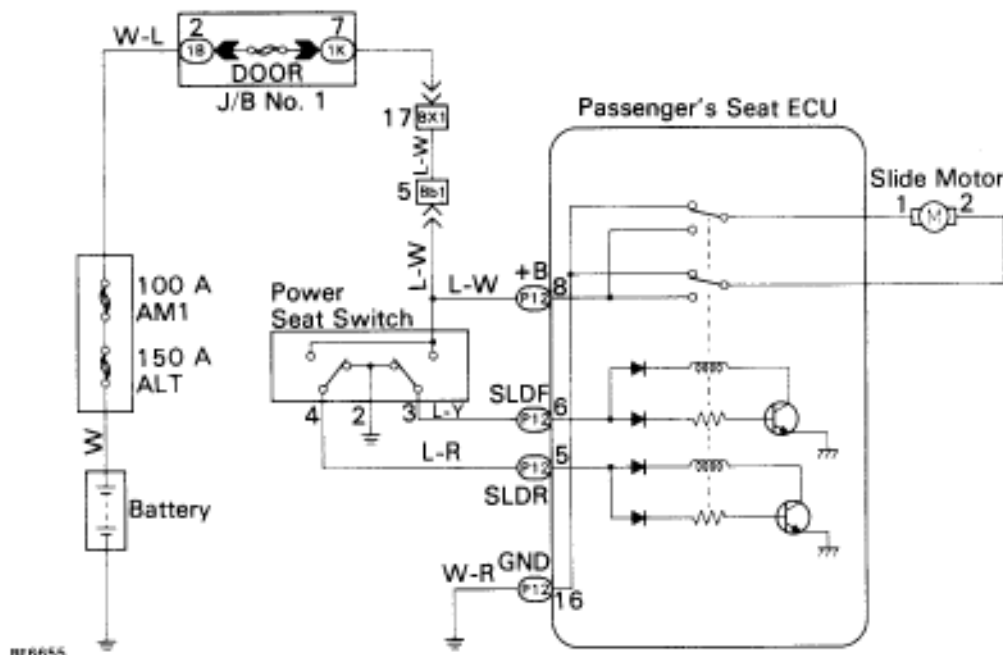 W-L
2
1B
7
1K
DOOR
J/B No. 1
17
BX1
L-W
5
Bb1
L-W
Passenger's Seat ECU
Slide Motor
1
M
2
100 A
AM1
150 A
ALT
W
Battery
Power
Seat Switch
L-W
+B
P12
8
4
2
3
L-Y
SLDF
P12
6
L-R
P12
5
SLDR
W-R
GND
P12
16
BE6655